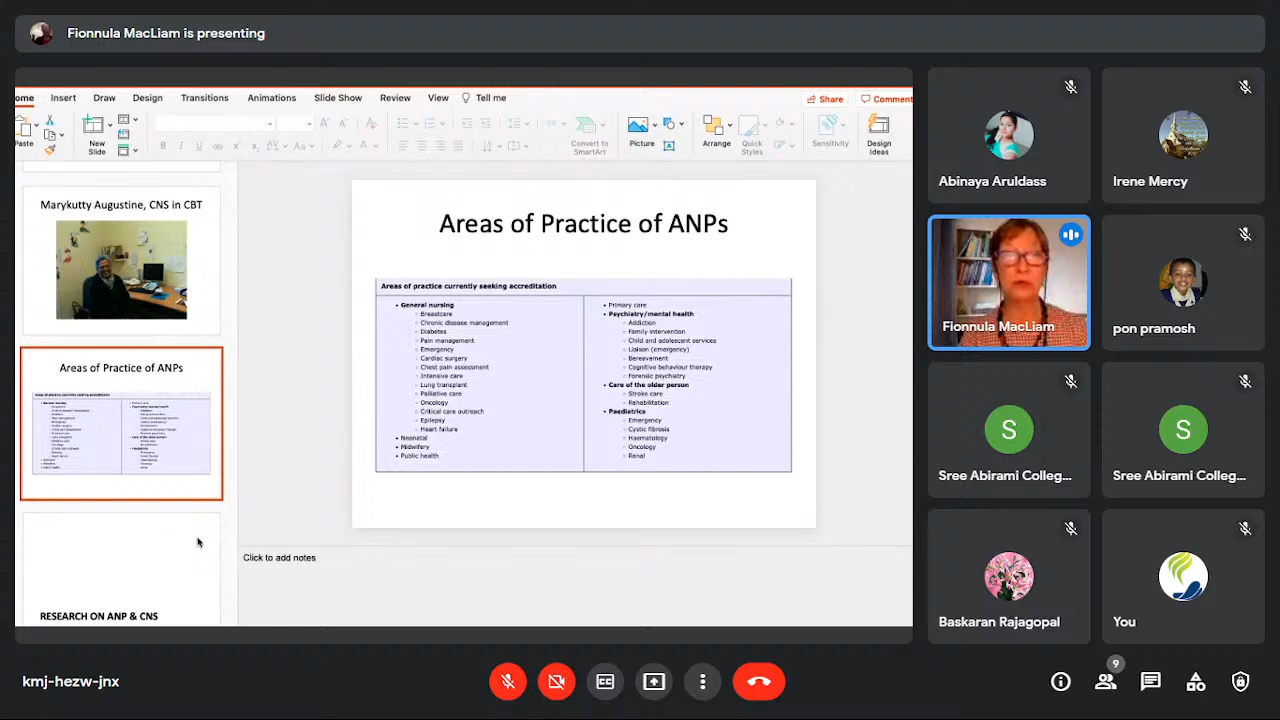 Fionnula MacLiam is presenting
ome Insert Draw Design Transitions Animations Slide Show Review View Tell me
Share Comment
Paste
New
Slide
Convert to
SmartArt
Picture
Arrange
Quick
Styles
Sensitivity
Design
Ideas
Marykutty Augustine, CNS in CBT
Areas of Practice of ANPs
RESEARCH ON ANP & CNS
Areas of Practice of ANPs
Areas of practice currently seeking accreditation
General nursing
Breastcare
Chronic disease management
Diabetes
Pain management
Emergency
Cardiac surgery
Chest pain assessment
Intensive care
Lung transplant
Palliative care
Oncology
Critical care outreach
Epilepsy
Heart failure
Neonatal
Midwifery
Public health
Primary care
Psychiatry/mental health
Addiction
Family intervention
Child and adolescent services
Liaison (emergency)
Bereavement
Cognitive behaviour therapy
Forensic psychiatry
Care of the older person
Stroke care
Rehabilitation
Paediatrics
Emergency
Cystic fibrosis
Haematology
Oncology
Renal
Click to add notes
Abinaya Aruldass
Irene Mercy
Fionnula MacLiam
pon pramosh
S
Sree Abirami Colleg...
S
Sree Abirami Colleg...
Baskaran Rajagopal
You
kmj-hezw-jnx
9